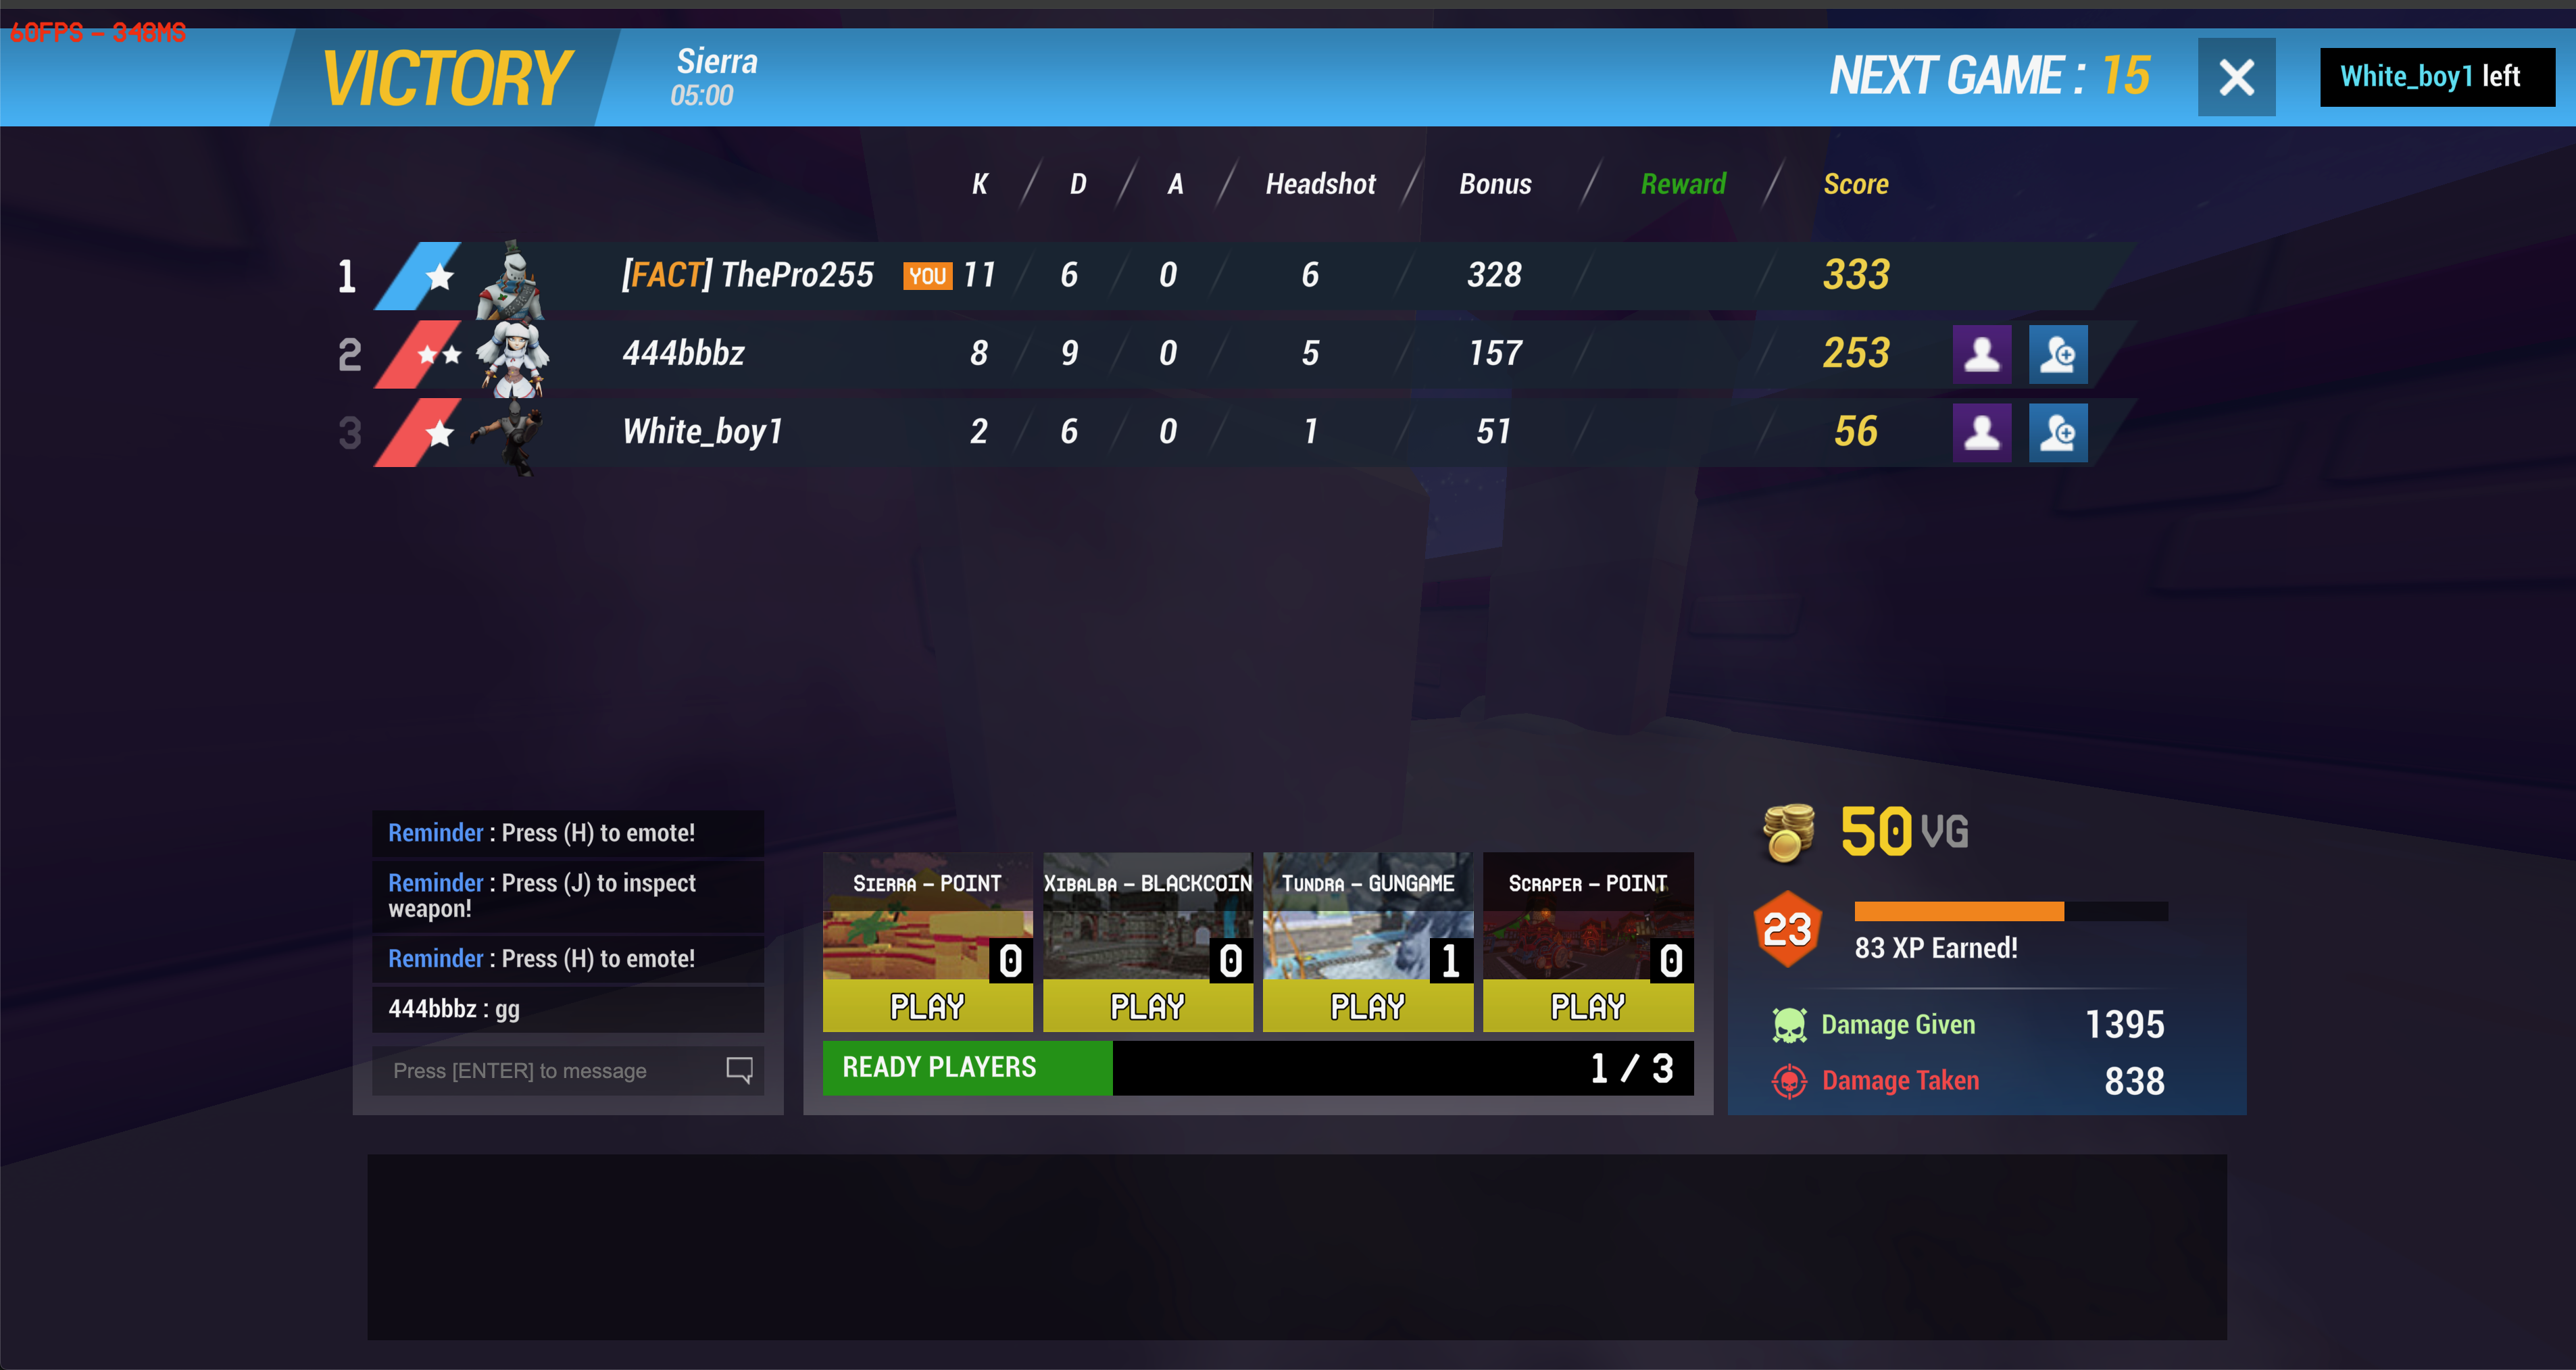 60FPS - 348MS
VICTORY
Sierra
05:00
NEXT GAME : 15
White_boy1 left
K / D / A / Headshot / Bonus / Reward / Score
1 [FACT] ThePro255 YOU 11 / 6 / 0 / 6 / 328 / / 333
2 444bbbz 8 / 9 / 0 / 5 / 157 / / 253
3 White_boy1 2 / 6 / 0 / 1 / 51 / / 56
Reminder : Press (H) to emote!
Reminder : Press (J) to inspect
weapon!
Reminder : Press (H) to emote!
444bbbz : gg
Press [ENTER] to message
Sierra - POINT
0
PLAY
Xibalba - BLACKCOIN
0
PLAY
Tundra - GUNGAME
1
PLAY
Scraper - POINT
0
PLAY
READY PLAYERS 1 / 3
50 VG
23
83 XP Earned!
Damage Given 1395
Damage Taken 838